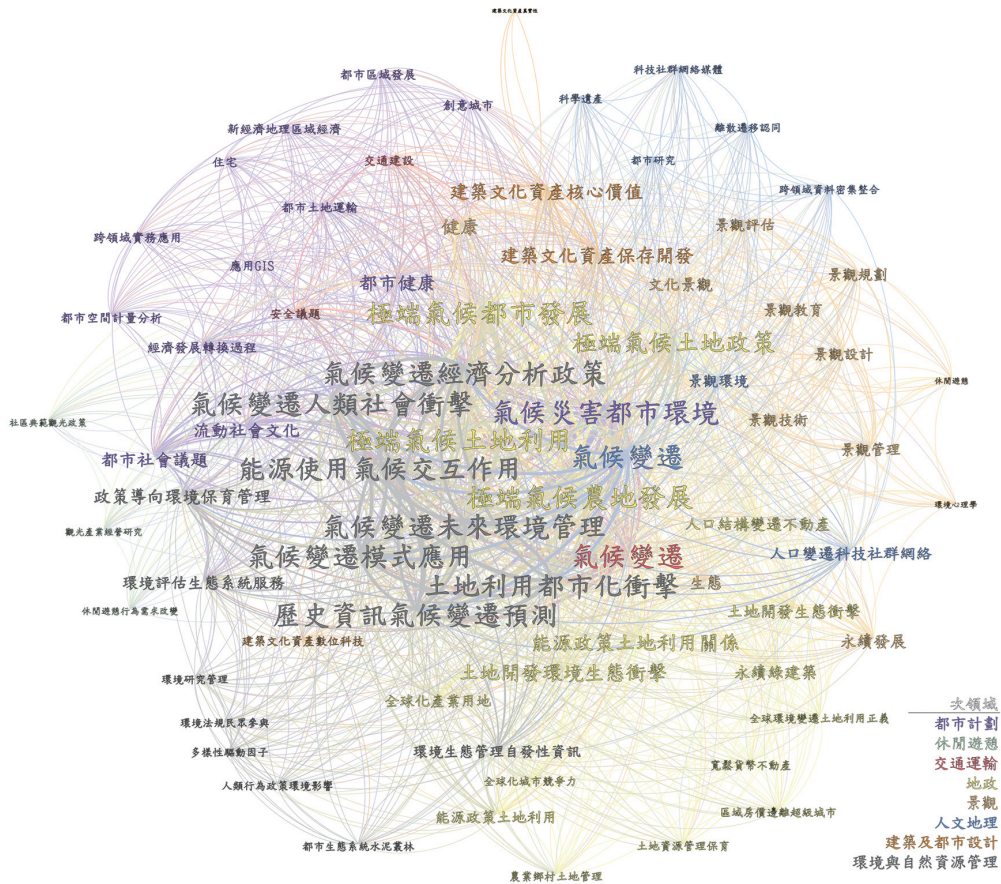 建築文化資產真實性
都市區域發展
科技社群網絡媒體
創意城市
科學遺產
新經濟地理區域經濟
離散遷移認同
住宅
交通建設
都市研究
建築文化資產核心價值
跨領域資料密集整合
都市土地運輸
健康
景觀評估
跨領域實務應用
建築文化資產保存開發
應用GIS
都市健康
文化景觀
景觀規劃
安全議題
極端氣候都市發展
景觀教育
都市空間計量分析
經濟發展轉換過程
極端氣候土地政策
景觀設計
氣候變遷經濟分析政策
景觀環境
休閒遊憩
氣候變遷人類社會衝擊
氣候災害都市環境
社區典範觀光政策
流動社會文化
極端氣候土地利用
景觀技術
都市社會議題
能源使用氣候交互作用
氣候變遷
景觀管理
政策導向環境保育管理
極端氣候農地發展
環境心理學
觀光產業經營研究
氣候變遷未來環境管理
人口結構變遷不動產
氣候變遷模式應用
氣候變遷
人口變遷科技社群網絡
環境評估生態系統服務
土地利用都市化衝擊
生態
休閒遊憩行為需求改變
歷史資訊氣候變遷預測
土地開發生態衝擊
建築文化資產數位科技
能源政策土地利用關係
永續發展
環境研究管理
土地開發環境生態衝擊
永續綠建築
全球化產業用地
環境法規民眾參與
全球環境變遷土地利用正義
多樣性驅動因子
環境生態管理自發性資訊
寬鬆貨幣不動產
人類行為政策環境影響
全球化城市競爭力
能源政策土地利用
區域房價遠離超級城市
都市生態系統水泥叢林
土地資源管理保育
農業鄉村土地管理
次領域
都市計劃
休閒遊憩
交通運輸
地政
景觀
人文地理
建築及都市設計
環境與自然資源管理